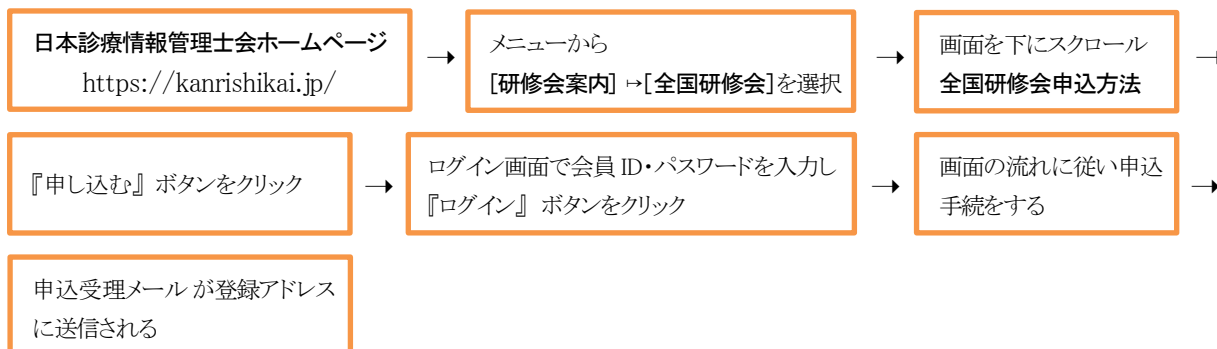 日本診療情報管理士会ホームページ
https://kanrishikai.jp/
→
メニューから
[研修会案内] ↦[全国研修会]を選択
→
画面を下にスクロール
全国研修会申込方法
→
『申し込む』 ボタンをクリック
→
ログイン画面で会員 ID・パスワードを入力し
『ログイン』 ボタンをクリック
→
画面の流れに従い申込
手続をする
→
申込受理メール が登録アドレス
に送信される